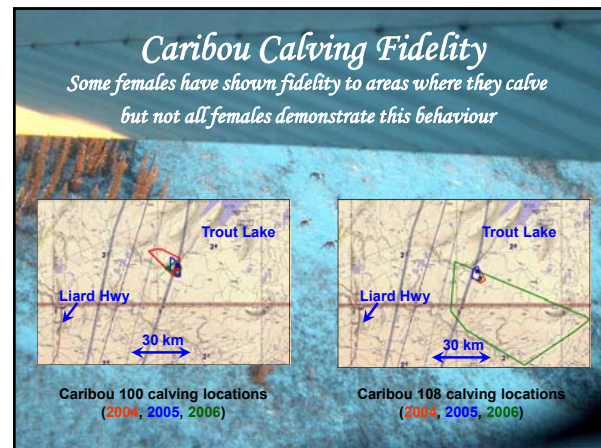 Caribou Calving Fidelity
Some females have shown fidelity to areas where they calve
but not all females demonstrate this behaviour
Trout Lake
Liard Hwy
30 km
Caribou 100 calving locations
(2004, 2005, 2006)
Trout Lake
Liard Hwy
30 km
Caribou 108 calving locations
(2004, 2005, 2006)